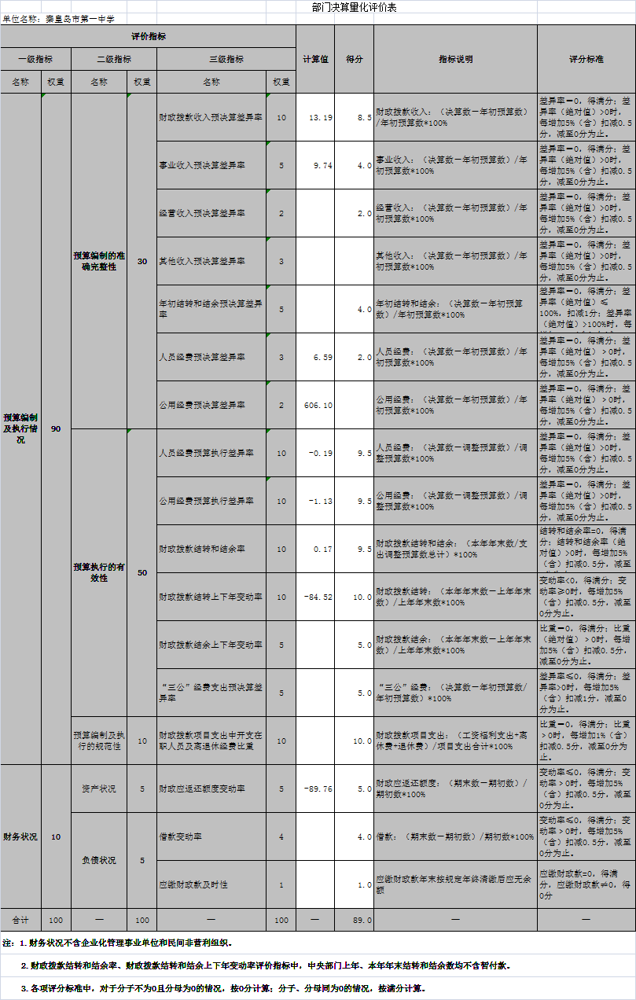 部门决算量化评价表
单位名称：秦皇岛市第一中学
评价指标 计算值 得分 指标说明 评分标准
一级指标 二级指标 三级指标
名称 权重 名称 权重 名称 权重
预算编制及执行情况 90
预算编制的准确完整性 30
财政拨款收入预决算差异率 10 13.19 8.5 财政拨款收入：（决算数－年初预算数）/年初预算数*100% 差异率＝0，得满分；差异率（绝对值）>0时，每增加5%（含）扣减0.5分，减至0分为止。
事业收入预决算差异率 5 9.74 4.0 事业收入：（决算数－年初预算数）/年初预算数*100% 差异率＝0，得满分；差异率（绝对值）>0时，每增加5%（含）扣减0.5分，减至0分为止。
经营收入预决算差异率 2 2.0 经营收入：（决算数－年初预算数）/年初预算数*100% 差异率＝0，得满分；差异率（绝对值）>0时，每增加5%（含）扣减0.5分，减至0分为止。
其他收入预决算差异率 3 其他收入：（决算数－年初预算数）/年初预算数*100% 差异率＝0，得满分；差异率（绝对值）>0时，每增加5%（含）扣减0.5分，减至0分为止。
年初结转和结余预决算差异率 5 4.0 年初结转和结余：（决算数－年初预算数）/年初预算数*100% 差异率＝0，得满分；差异率（绝对值）≤100%，扣减1分；差异率（绝对值）>100%时，每
人员经费预决算差异率 3 6.59 2.0 人员经费：（决算数－年初预算数）/年初预算数*100% 差异率＝0，得满分；差异率（绝对值）﹥0时，每增加5%（含）扣减0.5分，减至0分为止。
公用经费预决算差异率 2 606.10 公用经费：（决算数－年初预算数）/年初预算数*100% 差异率＝0，得满分；差异率（绝对值）﹥0时，每增加5%（含）扣减0.5分，减至0分为止。
预算执行的有效性 50
人员经费预算执行差异率 10 -0.19 9.5 人员经费：（决算数－调整预算数）/调整预算数*100% 差异率＝0，得满分；差异率（绝对值）>0时，每增加5%（含）扣减0.5分，减至0分为止。
公用经费预算执行差异率 10 -1.13 9.5 公用经费：（决算数－调整预算数）/调整预算数*100% 差异率＝0，得满分；差异率（绝对值）>0时，每增加5%（含）扣减0.5分，减至0分为止。
财政拨款结转和结余率 10 0.17 9.5 财政拨款结转和结余：（本年年末数/支出调整预算数总计）*100% 结转和结余率=0，得满分；结转和结余率（绝对值）>0时，每增加5%（含）扣减0.5分，减至
财政拨款结转上下年变动率 10 -84.52 10.0 财政拨款结转：（本年年末数－上年年末数）/上年年末数*100% 变动率<0，得满分；变动率≥0时，每增加5%（含）扣减0.5分，减至0分为止。
财政拨款结余上下年变动率 5 5.0 财政拨款结余：（本年年末数－上年年末数）/上年年末数*100% 比重＝0，得满分；比重（绝对值）﹥0时，每增加5%（含）扣减0.5分，减至0分为止。
“三公”经费支出预决算差异率 5 5.0 “三公”经费：（决算数－年初预算数/年初预算数）*100% 差异率≤0，得满分；差异率>0时，每增加5%（含）扣减1分，减至0分为止。
预算编制及执行的规范性 10 财政拨款项目支出中开支在职人员及离退休经费比重 10 10.0 财政拨款项目支出：（工资福利支出+离休费+退休费）/项目支出合计*100% 比重＝0，得满分；比重﹥0时，每增加1%（含）扣减0.5分，减至0分为止。
财务状况 10
资产状况 5 财政应返还额度变动率 5 -89.76 5.0 财政应返还额度：（期末数－期初数）/期初数*100% 变动率≤0，得满分；变动率﹥0时，每增加5%（含）扣减0.5分，减至0分为止。
负债状况 5
借款变动率 4 4.0 借款：（期末数－期初数）/期初数*100% 变动率≤0，得满分；变动率﹥0时，每增加5%（含）扣减0.5分，减至0分为止。
应缴财政款及时性 1 1.0 应缴财政款年末按规定年终清缴后应无余额 应缴财政款=0，得满分，应缴财政款≠0，得0分
合计 100 — 100 — 100 — 89.0 — —
注：1.财务状况不含企业化管理事业单位和民间非营利组织。
2.财政拨款结转和结余率、财政拨款结转和结余上下年变动率评价指标中，中央部门上年、本年年末结转和结余数均不含暂付款。
3.各项评分标准中，对于分子不为0且分母为0的情况，按0分计算；分子、分母同为0的情况，按满分计算。